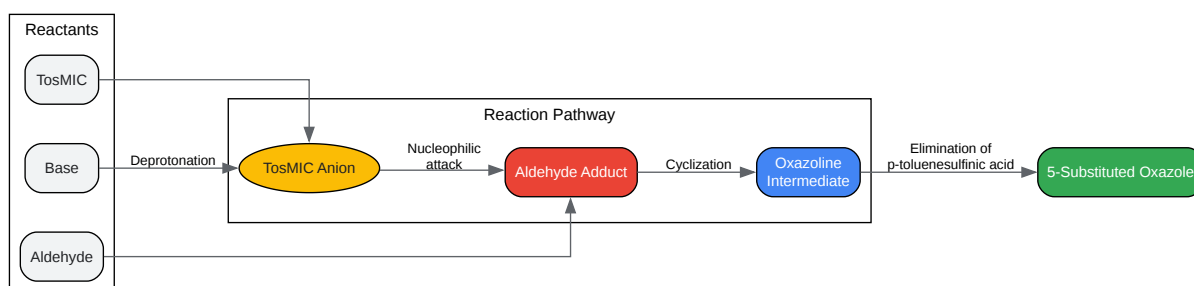 Reactants
TosMIC
Base
Aldehyde
Deprotonation
Reaction Pathway
TosMIC Anion
Nucleophilic
attack
Aldehyde Adduct
Cyclization
Oxazoline
Intermediate
Elimination of
p-toluenesulfinic acid
5-Substituted Oxazole